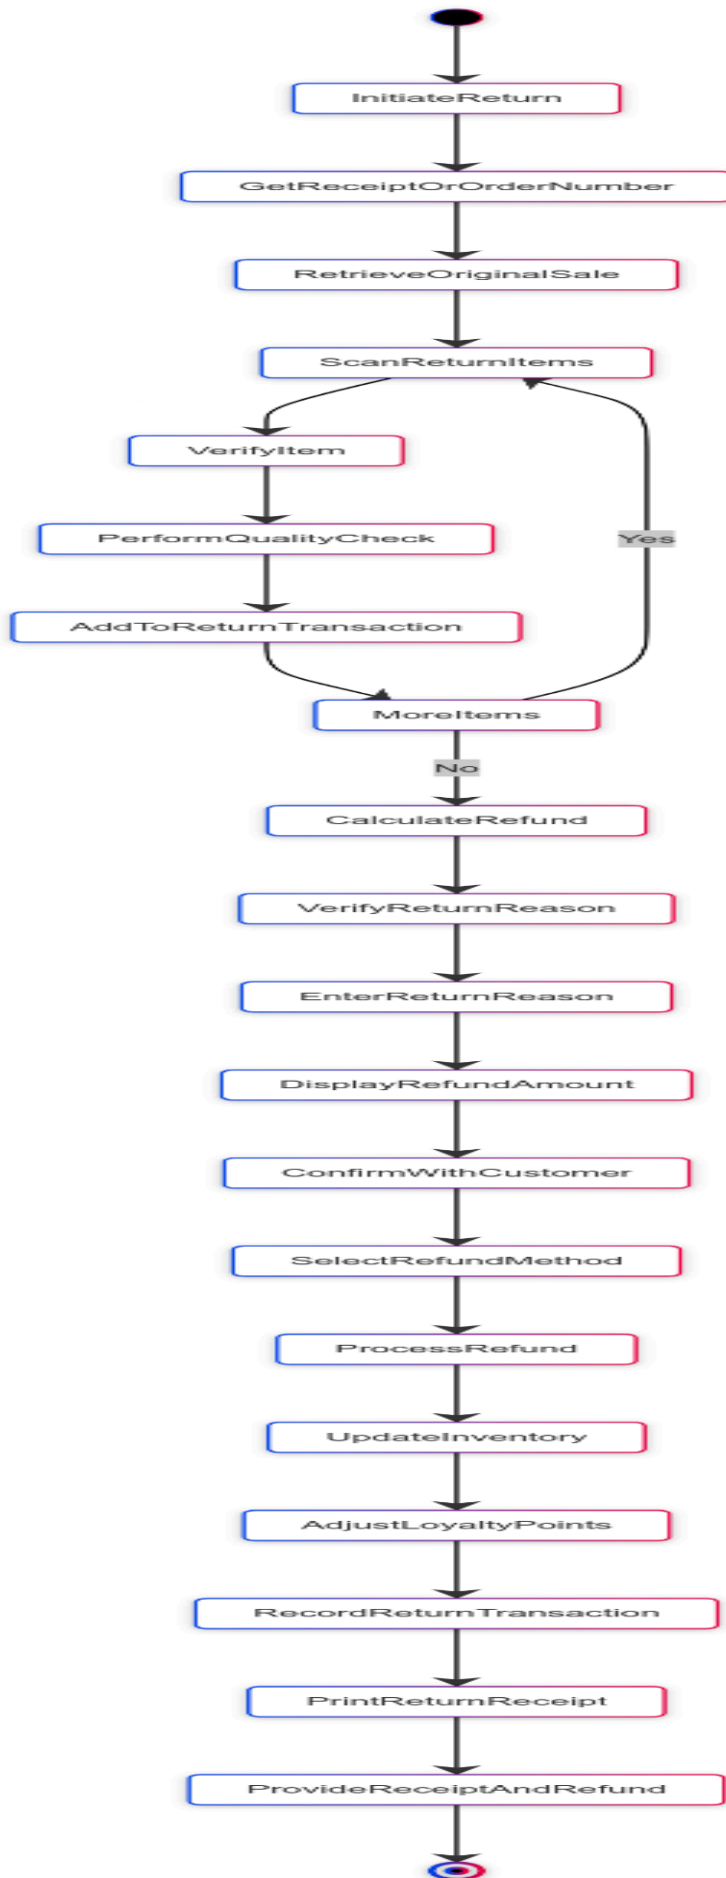 InitiateReturn
GetReceiptOrOrderNumber
RetrieveOriginalSale
ScanReturnItems
VerifyItem
PerformQualityCheck
Yes
AddToReturnTransaction
MoreItems
No
CalculateRefund
VerifyReturnReason
EnterReturnReason
DisplayRefundAmount
ConfirmWithCustomer
SelectRefundMethod
ProcessRefund
UpdateInventory
AdjustLoyaltyPoints
RecordReturnTransaction
PrintReturnReceipt
ProvideReceiptAndRefund